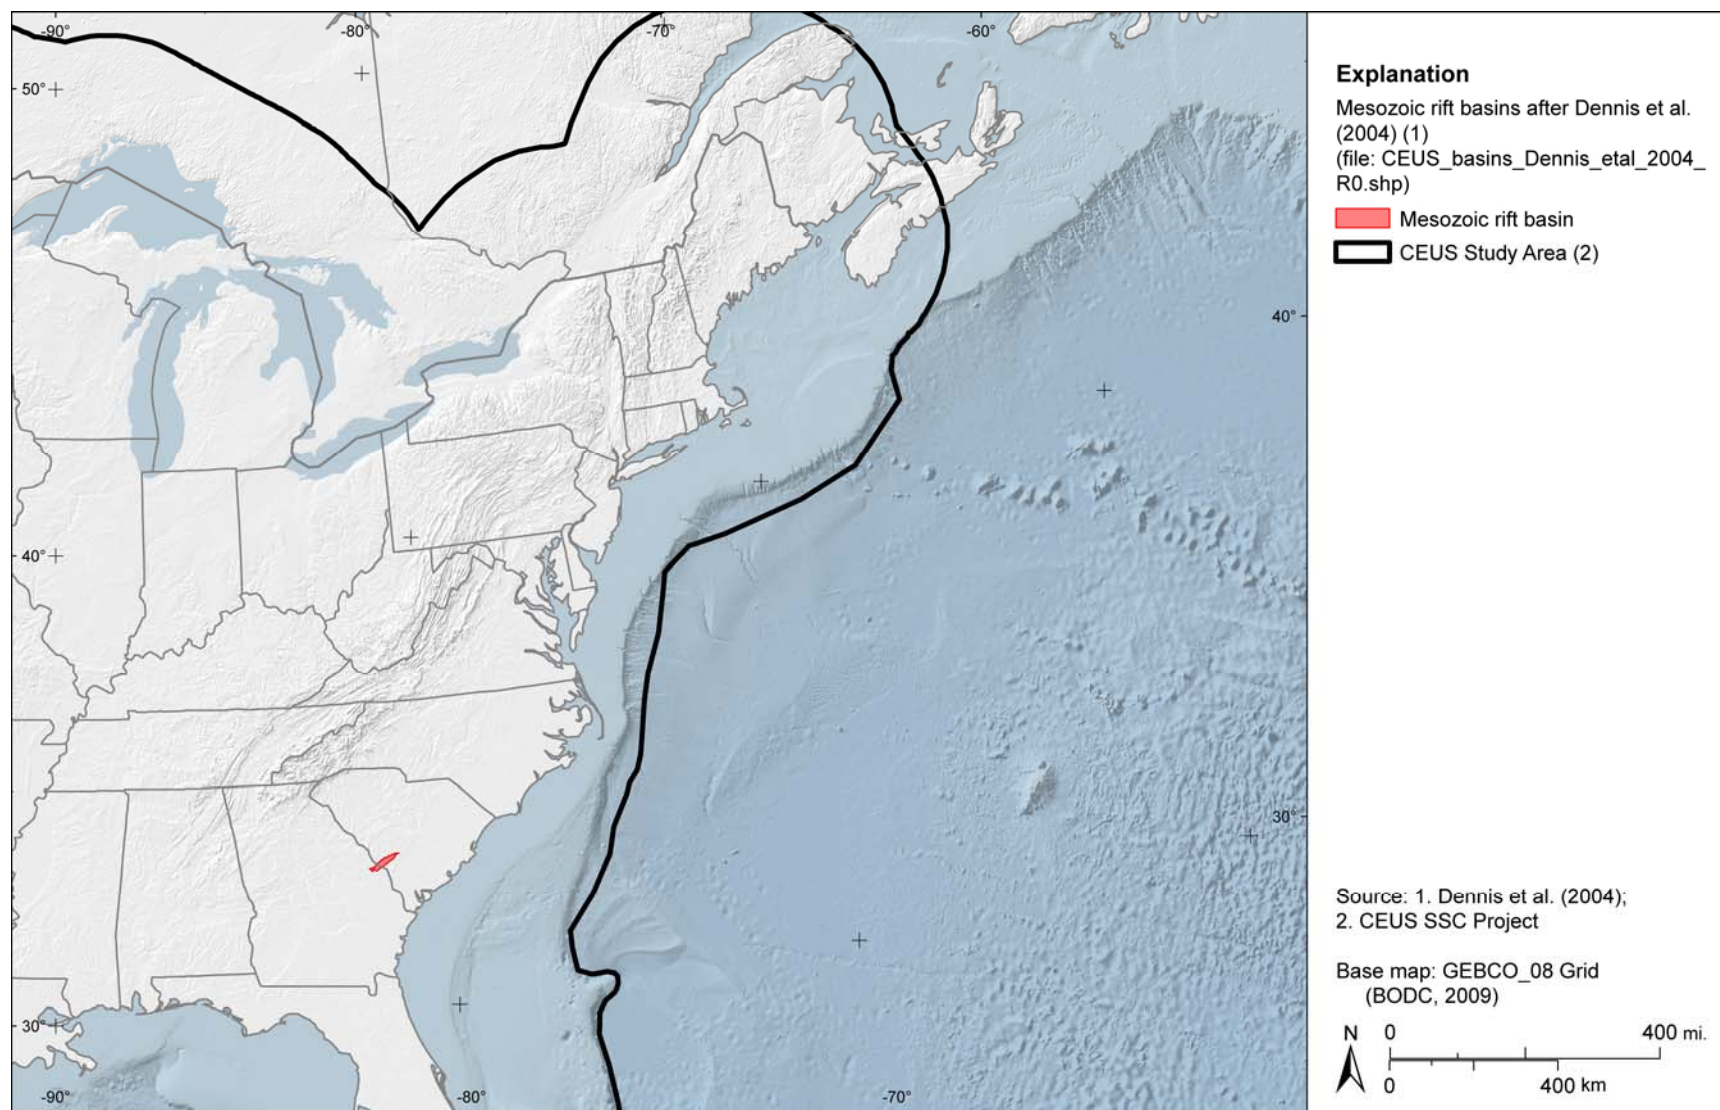 -90°
-80°
-70°
-60°
50°
40°
40°
30°
30°
-90°
-80°
-70°
Explanation
Mesozoic rift basins after Dennis et al.
(2004) (1)
(file: CEUS_basins_Dennis_etal_2004_
R0.shp)
Mesozoic rift basin
CEUS Study Area (2)
Source: 1. Dennis et al. (2004);
2. CEUS SSC Project
Base map: GEBCO_08 Grid
(BODC, 2009)
N
0 400 mi.
0 400 km